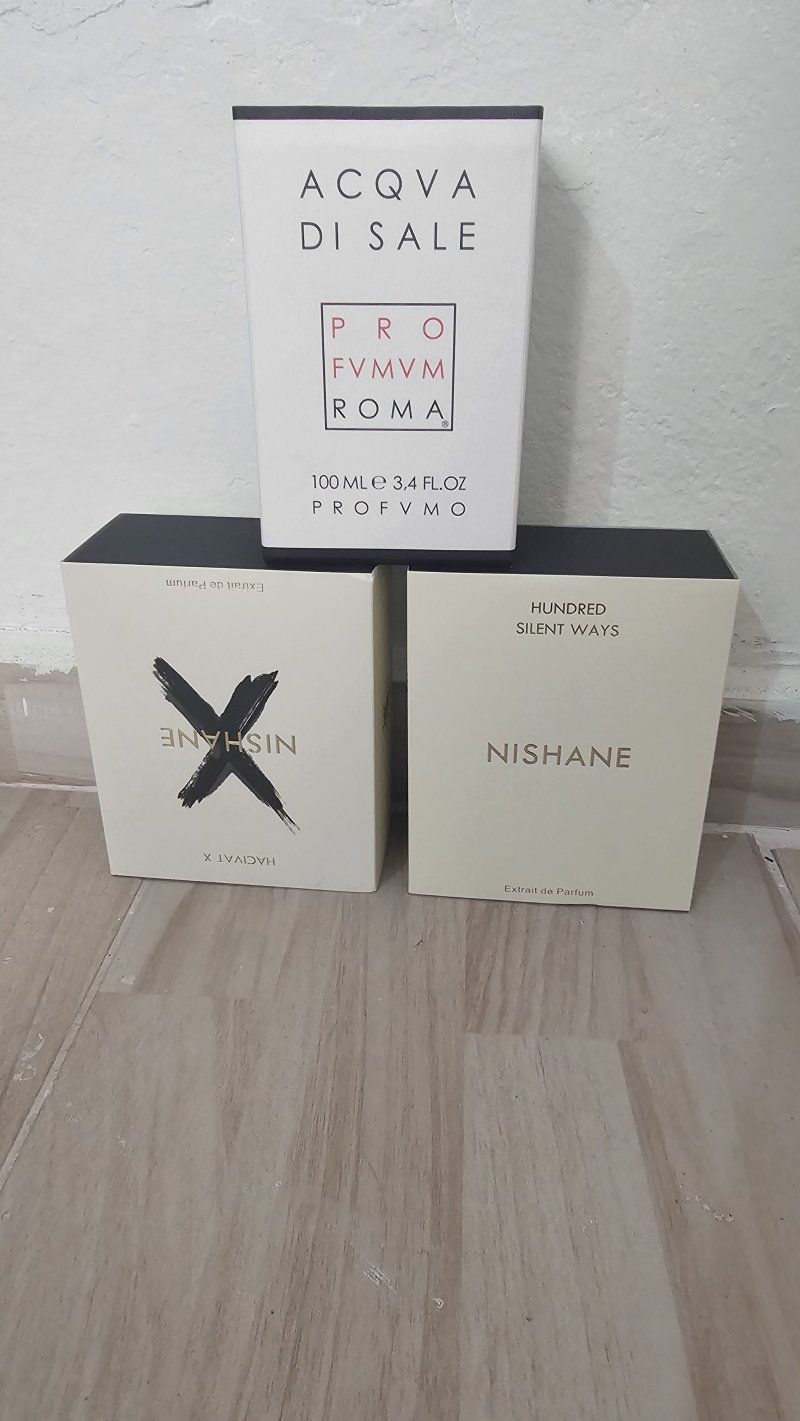 ACQVA
DI SALE
PRO
FVMVM
ROMA®
100 ML ℮ 3,4 FL.OZ
PROFVMO
HACIVAT X
NISHANE
Extrait de Parfum
HUNDRED
SILENT WAYS
NISHANE
Extrait de Parfum